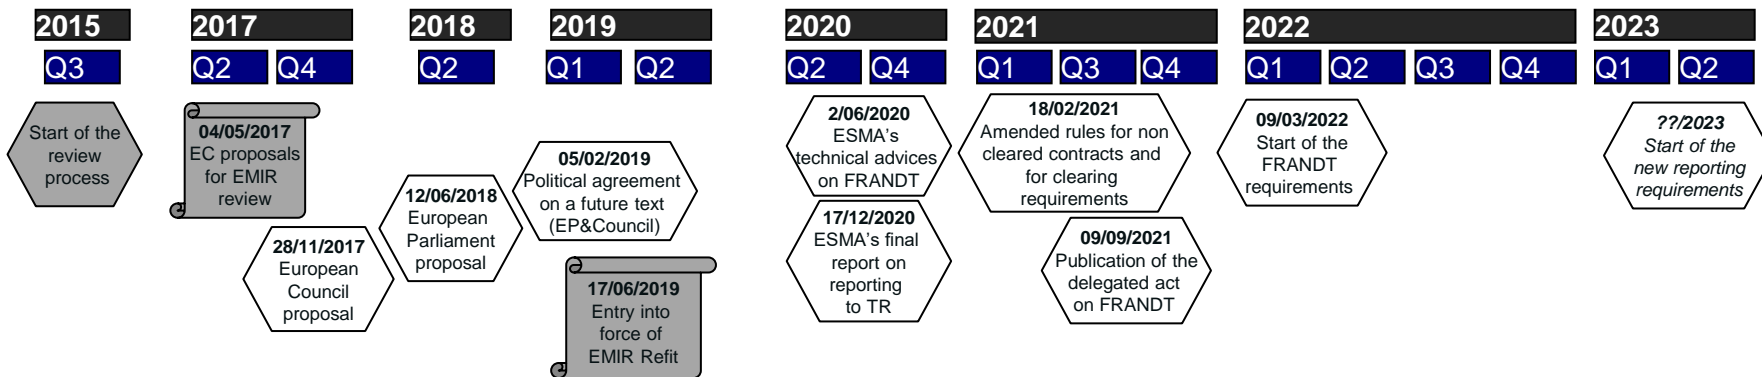 2015
2017
2018
2019
2020
2021
2022
2023
Q3
Q2
Q4
Q2
Q1
Q2
Q2
Q4
Q1
Q3
Q4
Q1
Q2
Q3
Q4
Q1
Q2
Start of the
review
process
04/05/2017
EC proposals
for EMIR
review
28/11/2017
European
Council
proposal
12/06/2018
European
Parliament
proposal
05/02/2019
Political agreement
on a future text
(EP&Council)
17/06/2019
Entry into
force of
EMIR Refit
2/06/2020
ESMA's
technical advices
on FRANDT
17/12/2020
ESMA's final
report on
reporting
to TR
18/02/2021
Amended rules for non
cleared contracts and
for clearing
requirements
09/09/2021
Publication of the
delegated act
on FRANDT
09/03/2022
Start of the
FRANDT
requirements
??/2023
Start of the
new reporting
requirements